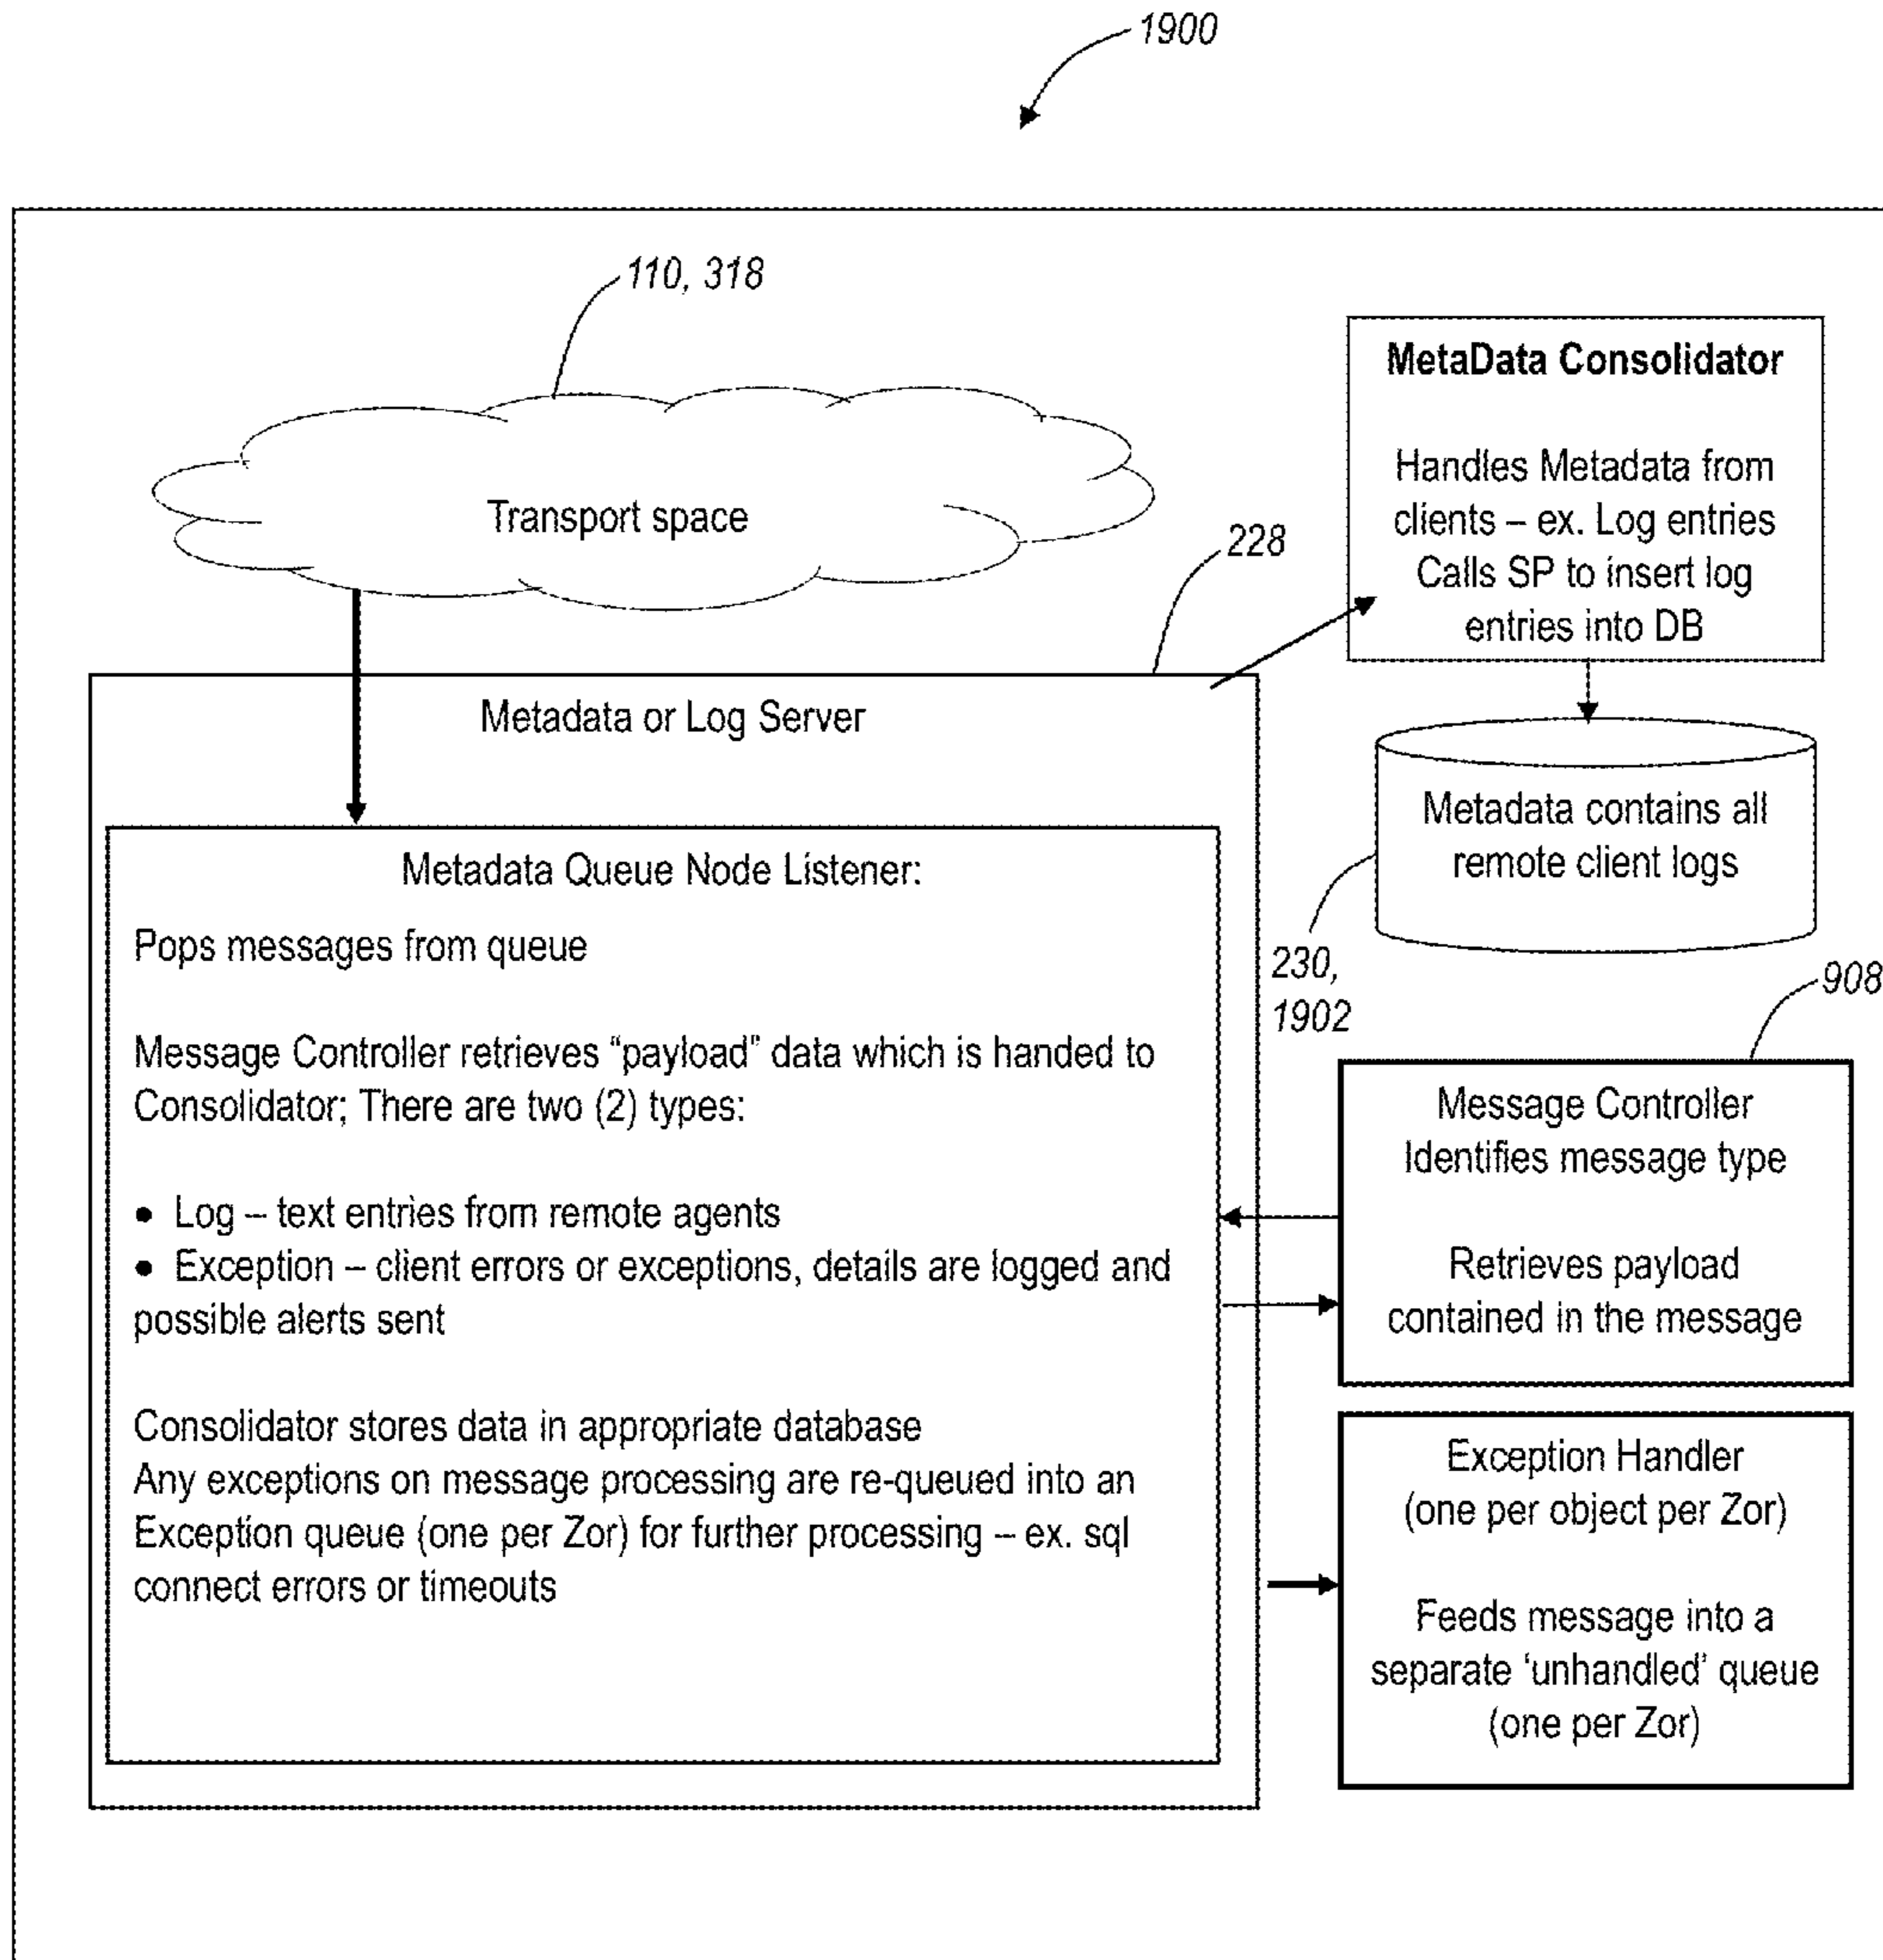 1900
110, 318
Transport space
MetaData Consolidator
Handles Metadata from
clients – ex. Log entries
Calls SP to insert log
entries into DB
228
Metadata or Log Server
Metadata contains all
remote client logs
230,
1902
Metadata Queue Node Listener:
Pops messages from queue
Message Controller retrieves “payload” data which is handed to
Consolidator; There are two (2) types:
• Log – text entries from remote agents
• Exception – client errors or exceptions, details are logged and
possible alerts sent
Consolidator stores data in appropriate database
Any exceptions on message processing are re-queued into an
Exception queue (one per Zor) for further processing – ex. sql
connect errors or timeouts
908
Message Controller
Identifies message type
Retrieves payload
contained in the message
Exception Handler
(one per object per Zor)
Feeds message into a
separate ‘unhandled’ queue
(one per Zor)